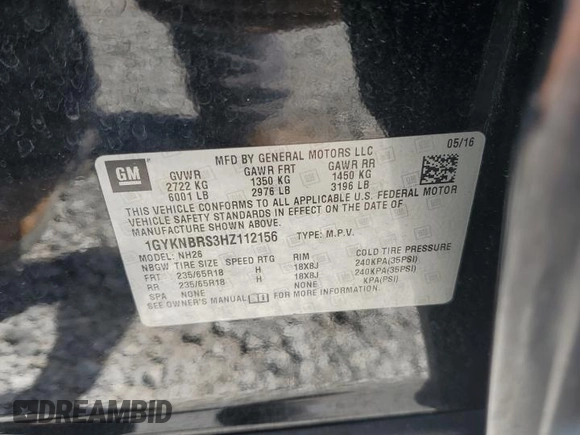 GM
MFD BY GENERAL MOTORS LLC
05/16
GVWR GAWR FRT GAWR RR
2722 KG 1350 KG 1450 KG
6001 LB 2976 LB 3196 LB
THIS VEHICLE CONFORMS TO ALL APPLICABLE U.S. FEDERAL MOTOR
VEHICLE SAFETY STANDARDS IN EFFECT ON THE DATE OF
MANUFACTURE SHOWN ABOVE.
1GYKNBRS3HZ112156 TYPE: M.P.V.
MODEL: NH26
NBGW TIRE SIZE SPEED RTG RIM COLD TIRE PRESSURE
FRT 235/65R18 H 18X8J 240KPA(35PSI)
RR 235/65R18 H 18X8J 240KPA(35PSI)
SPA NONE NONE KPA(PSI)
SEE OWNER'S MANUAL FOR MORE INFORMATION.
DREAMBID